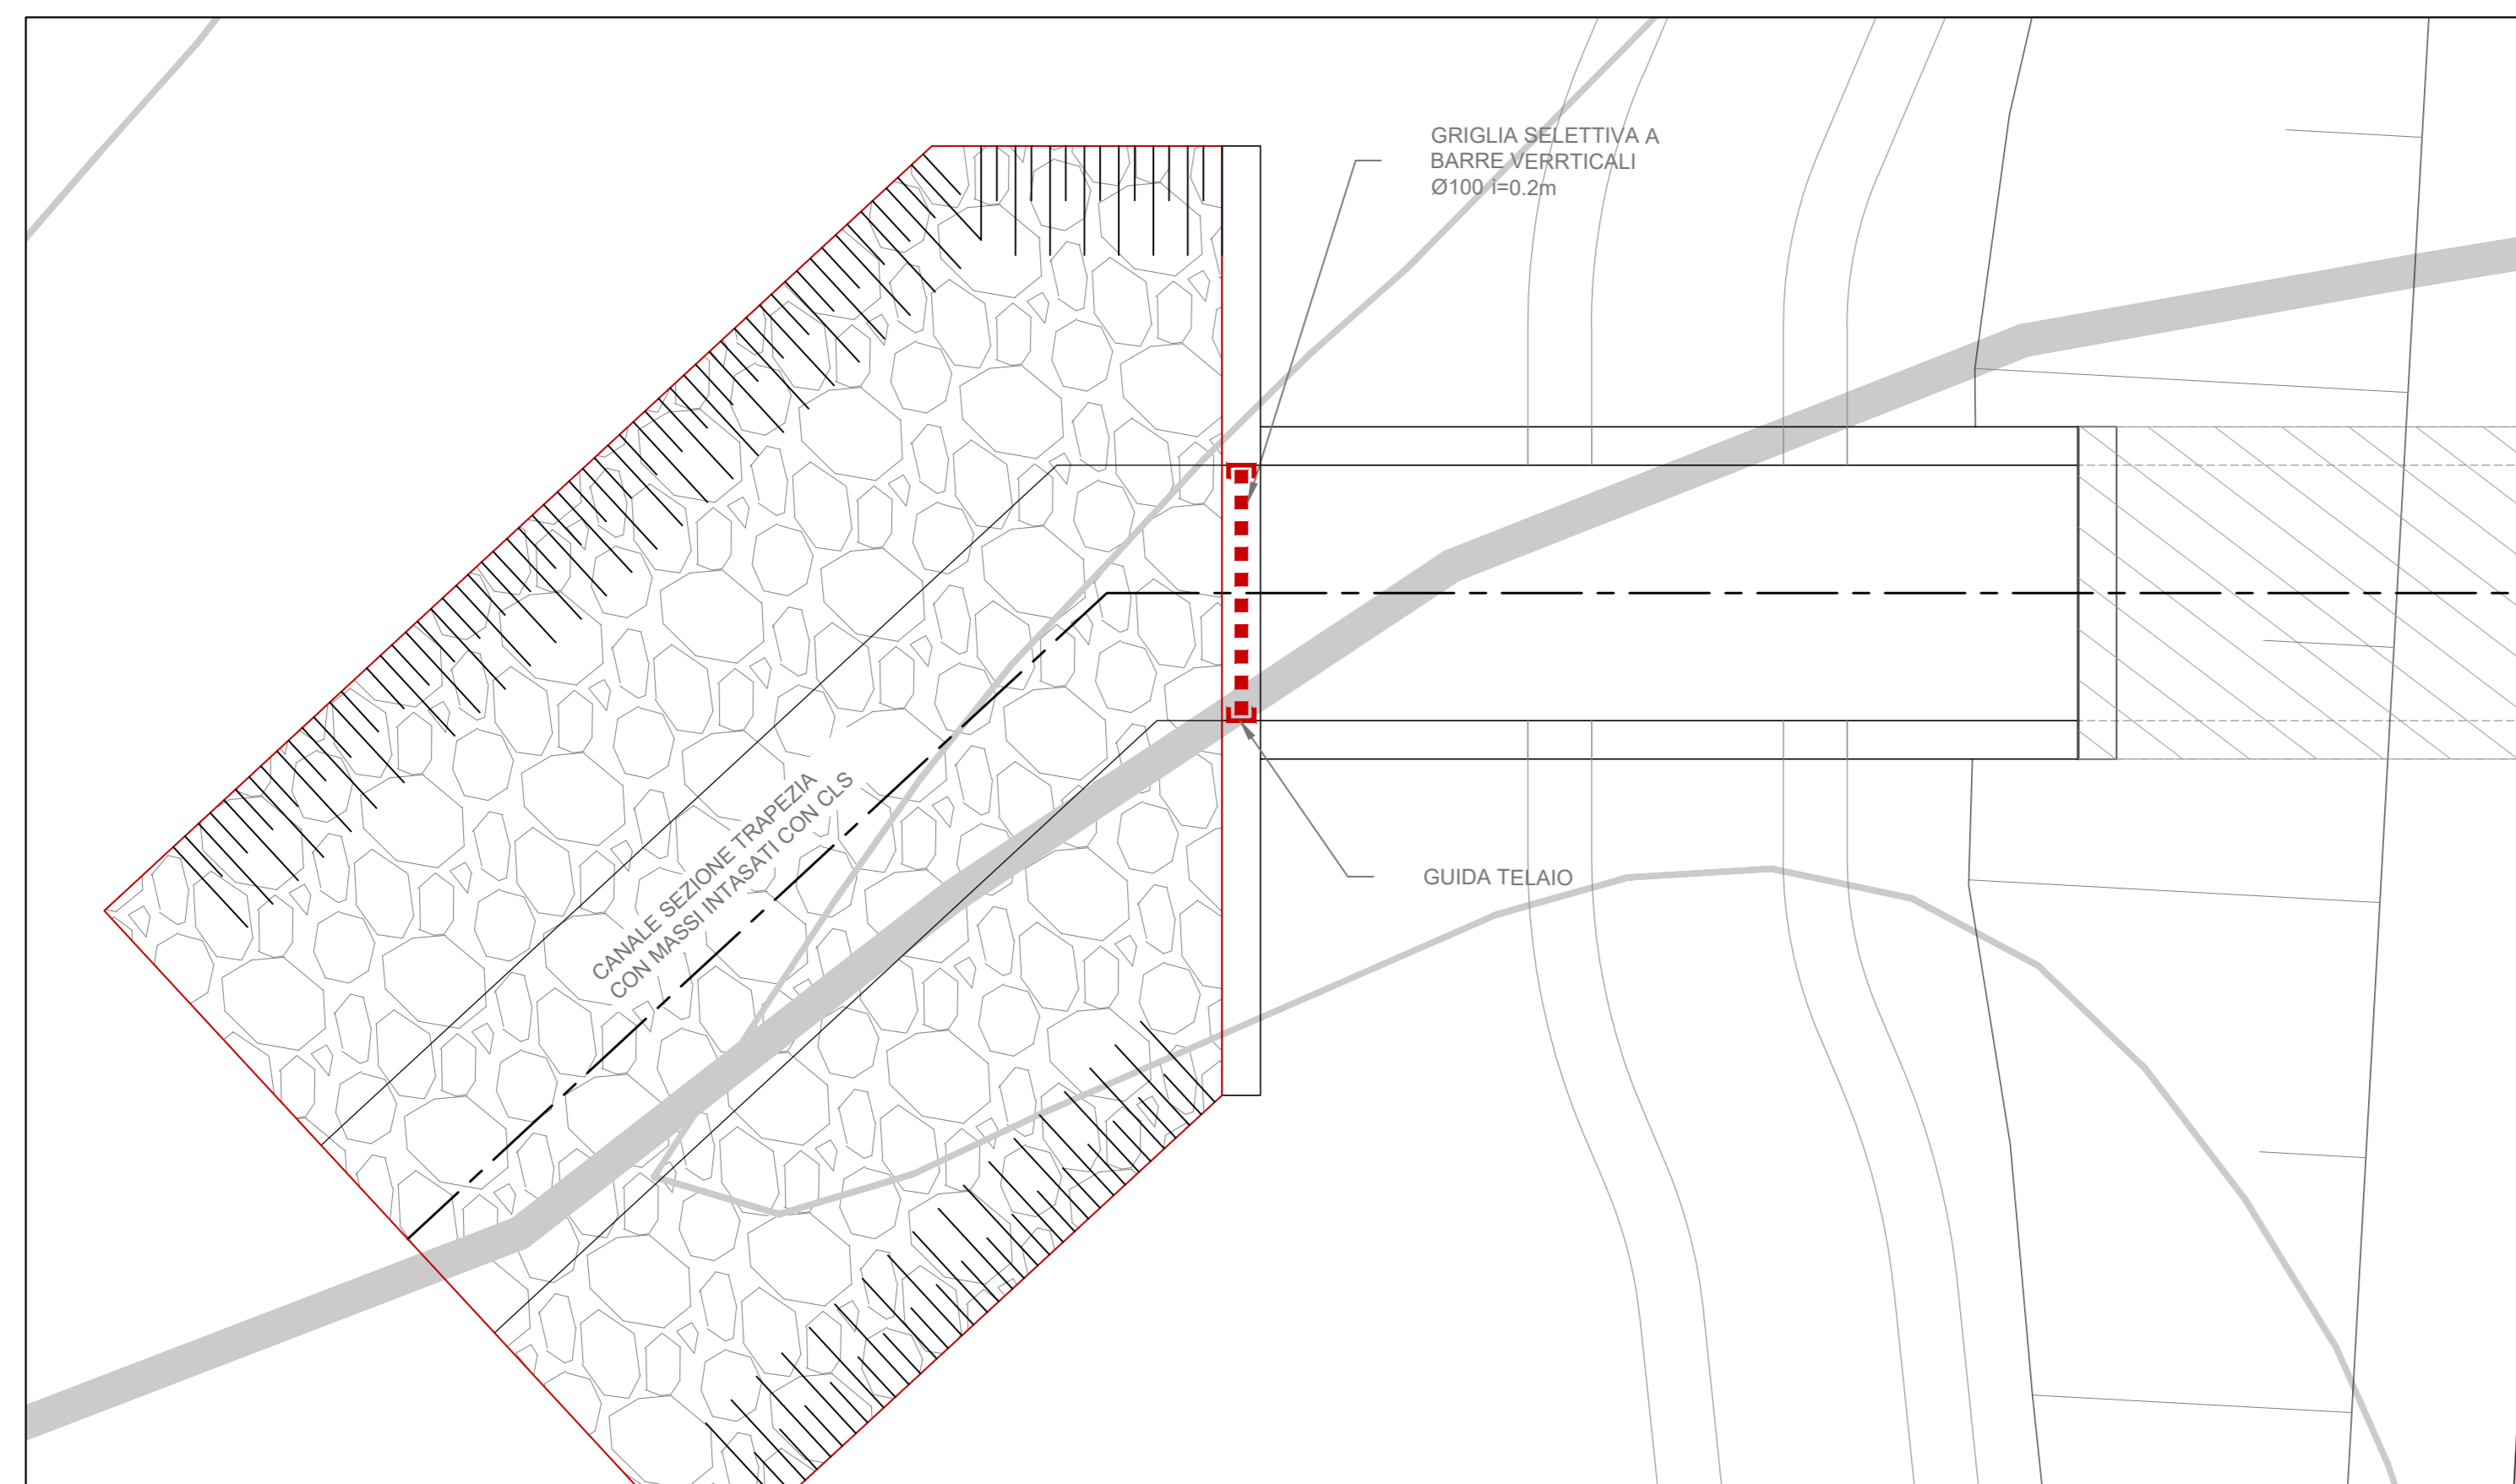 GRIGLIA SELETTIVA A
BARRE VERRTICALI
Ø100 i=0.2m
CANALE SEZIONE TRAPEZIA
CON MASSI INTASATI CON CLS
GUIDA TELAIO